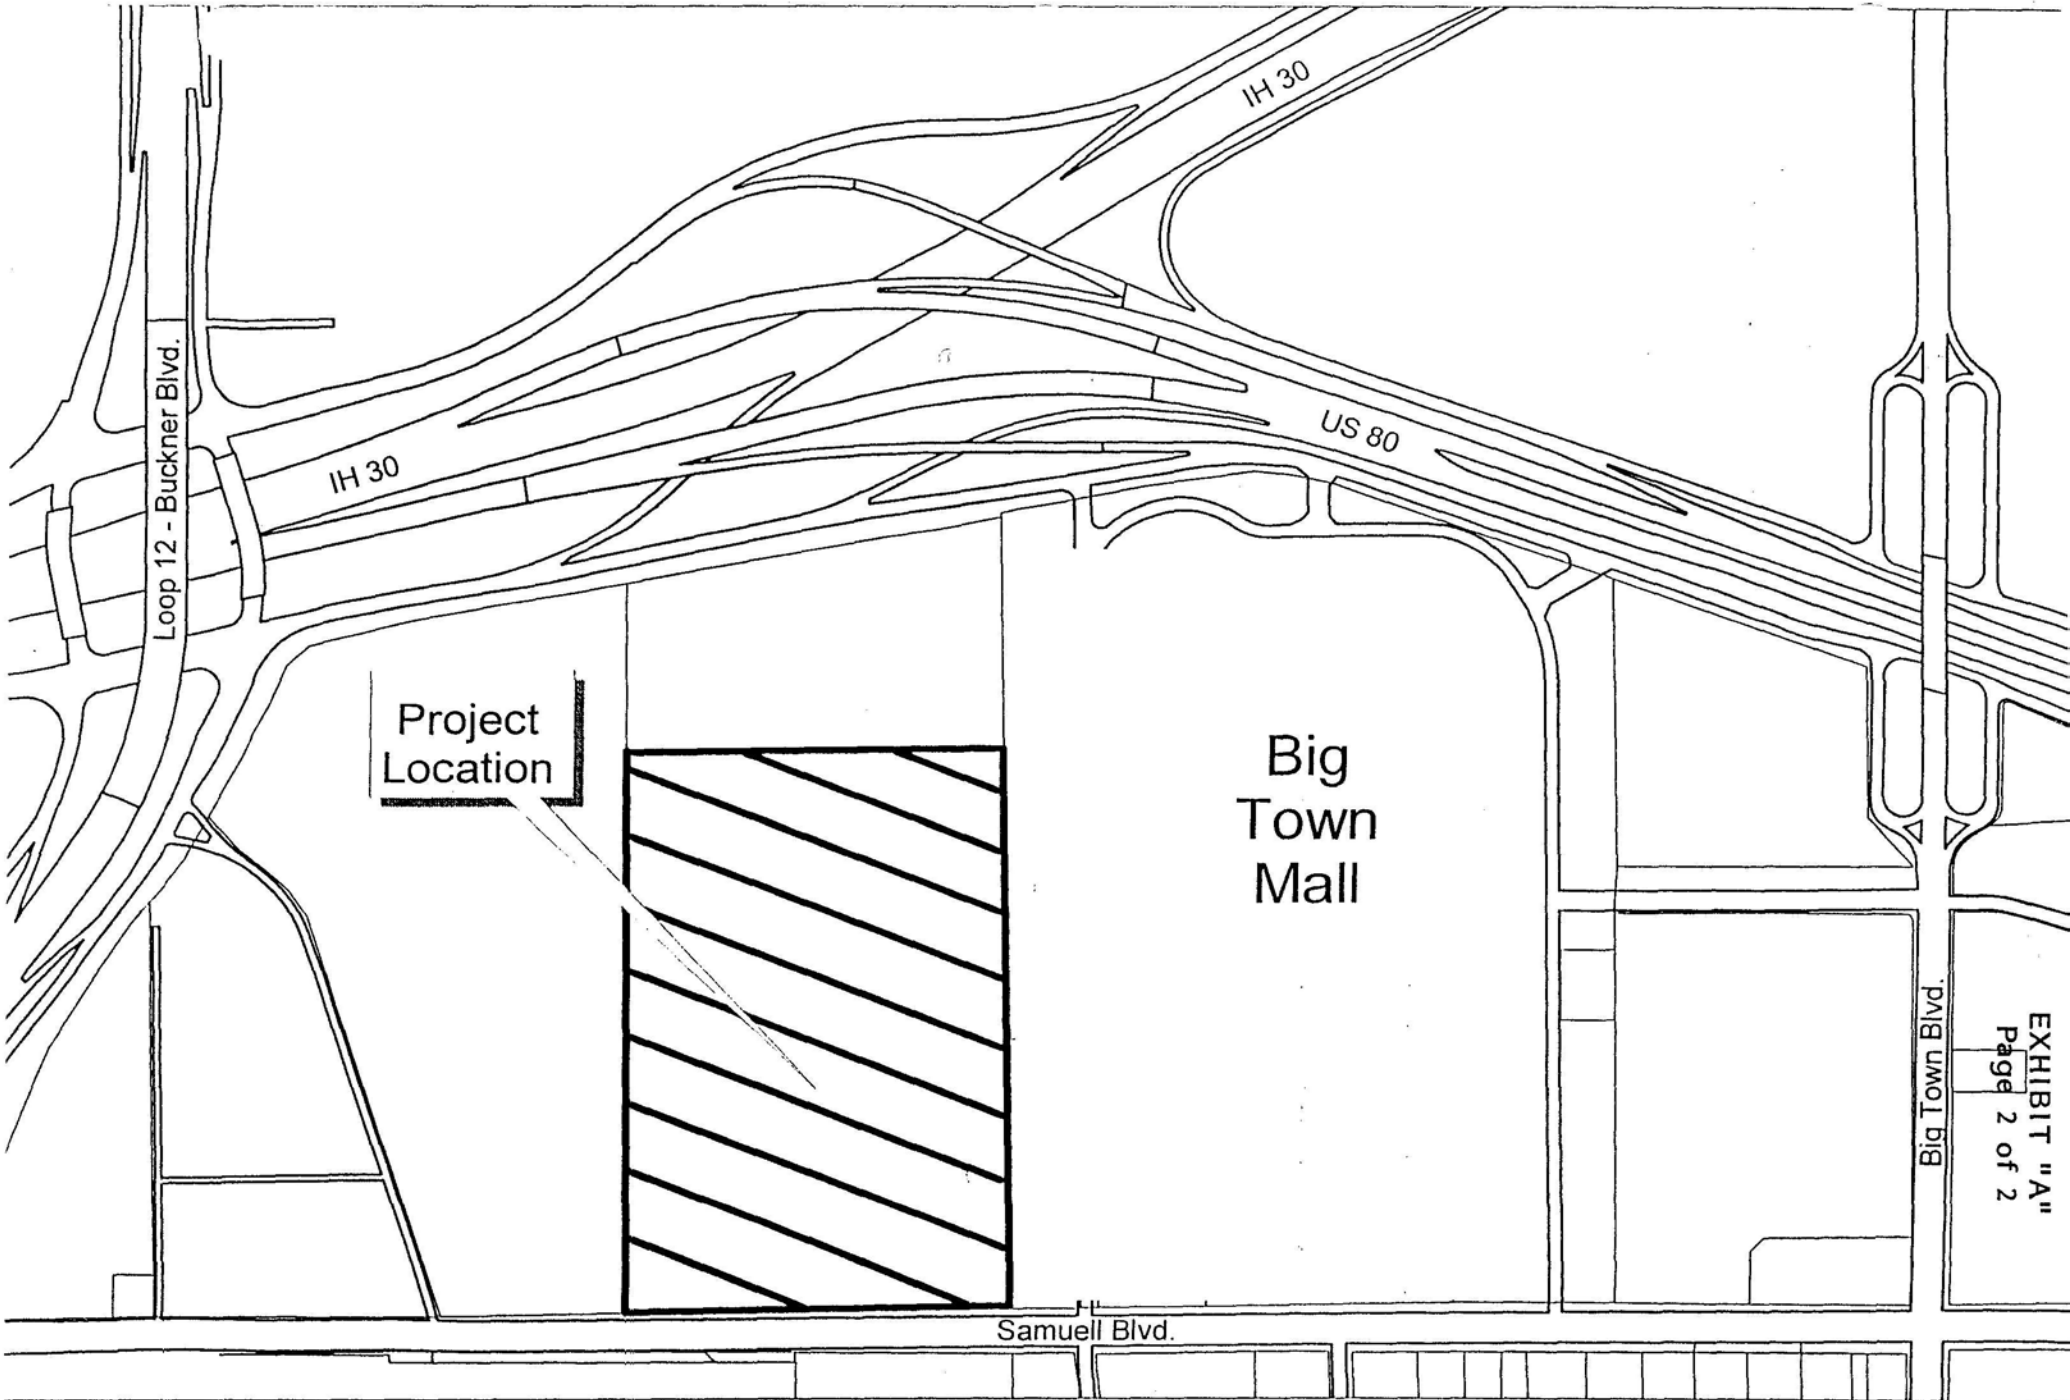 IH 30
Loop 12 - Buckner Blvd.
IH 30
US 80
Project
Location
Big
Town
Mall
Big Town Blvd.
EXHIBIT "A"
Page 2 of 2
Samuell Blvd.